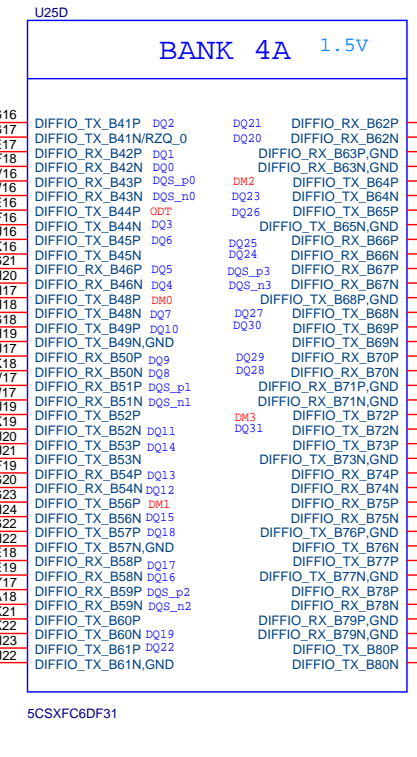 U25D
BANK 4A 1.5V
DIFFIO_TX_B41P DQ2 DQ21 DIFFIO_RX_B62P
DIFFIO_TX_B41N/RZQ_0 DQ20 DIFFIO_RX_B62N
DIFFIO_RX_B42P DQ1 DIFFIO_RX_B63P,GND
DIFFIO_RX_B42N DQ0 DIFFIO_RX_B63N,GND
DIFFIO_RX_B43P DQS_p0 DM2 DIFFIO_TX_B64P
DIFFIO_RX_B43N DQS_n0 DQ23 DIFFIO_TX_B64N
DIFFIO_TX_B44P ODT DQ26 DIFFIO_TX_B65P
DIFFIO_TX_B44N DQ3 DIFFIO_TX_B65N,GND
DIFFIO_TX_B45P DQ6 DQ25 DIFFIO_RX_B66P
DIFFIO_TX_B45N DQ24 DIFFIO_RX_B66N
DIFFIO_RX_B46P DQ5 DQS_p3 DIFFIO_RX_B67P
DIFFIO_RX_B46N DQ4 DQS_n3 DIFFIO_RX_B67N
DIFFIO_TX_B48P DM0 DIFFIO_TX_B68P,GND
DIFFIO_TX_B48N DQ7 DQ27 DIFFIO_TX_B68N
DIFFIO_TX_B49P DQ10 DQ30 DIFFIO_TX_B69P
DIFFIO_TX_B49N,GND DIFFIO_TX_B69N
DIFFIO_RX_B50P DQ9 DQ29 DIFFIO_RX_B70P
DIFFIO_RX_B50N DQ8 DQ28 DIFFIO_RX_B70N
DIFFIO_RX_B51P DQS_p1 DIFFIO_RX_B71P,GND
DIFFIO_RX_B51N DQS_n1 DIFFIO_RX_B71N,GND
DIFFIO_TX_B52P DM3 DIFFIO_TX_B72P
DIFFIO_TX_B52N DQ11 DQ31 DIFFIO_TX_B72N
DIFFIO_TX_B53P DQ14 DIFFIO_TX_B73P
DIFFIO_TX_B53N DIFFIO_TX_B73N,GND
DIFFIO_RX_B54P DQ13 DIFFIO_RX_B74P
DIFFIO_RX_B54N DQ12 DIFFIO_RX_B74N
DIFFIO_TX_B56P DM1 DIFFIO_RX_B75P
DIFFIO_TX_B56N DQ15 DIFFIO_RX_B75N
DIFFIO_TX_B57P DQ18 DIFFIO_TX_B76P,GND
DIFFIO_TX_B57N,GND DIFFIO_TX_B76N
DIFFIO_RX_B58P DQ17 DIFFIO_TX_B77P
DIFFIO_RX_B58N DQ16 DIFFIO_TX_B77N,GND
DIFFIO_RX_B59P DQS_p2 DIFFIO_RX_B78P
DIFFIO_RX_B59N DQS_n2 DIFFIO_RX_B78N
DIFFIO_TX_B60P DIFFIO_RX_B79P,GND
DIFFIO_TX_B60N DQ19 DIFFIO_RX_B79N,GND
DIFFIO_TX_B61P DQ22 DIFFIO_TX_B80P
DIFFIO_TX_B61N,GND DIFFIO_TX_B80N
5CSXFC6DF31